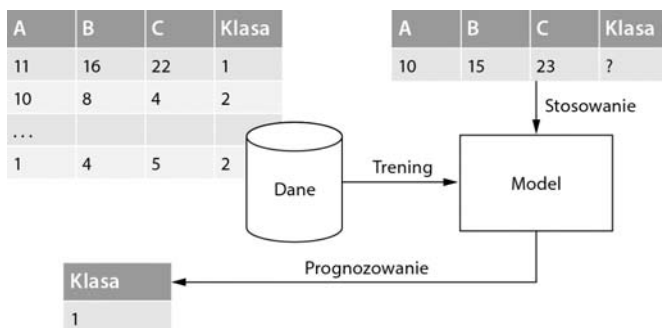 A B C Klasa
11 16 22 1
10 8 4 2
...
1 4 5 2
A B C Klasa
10 15 23 ?
Stosowanie
Dane
Trening
Model
Prognozowanie
Klasa
1